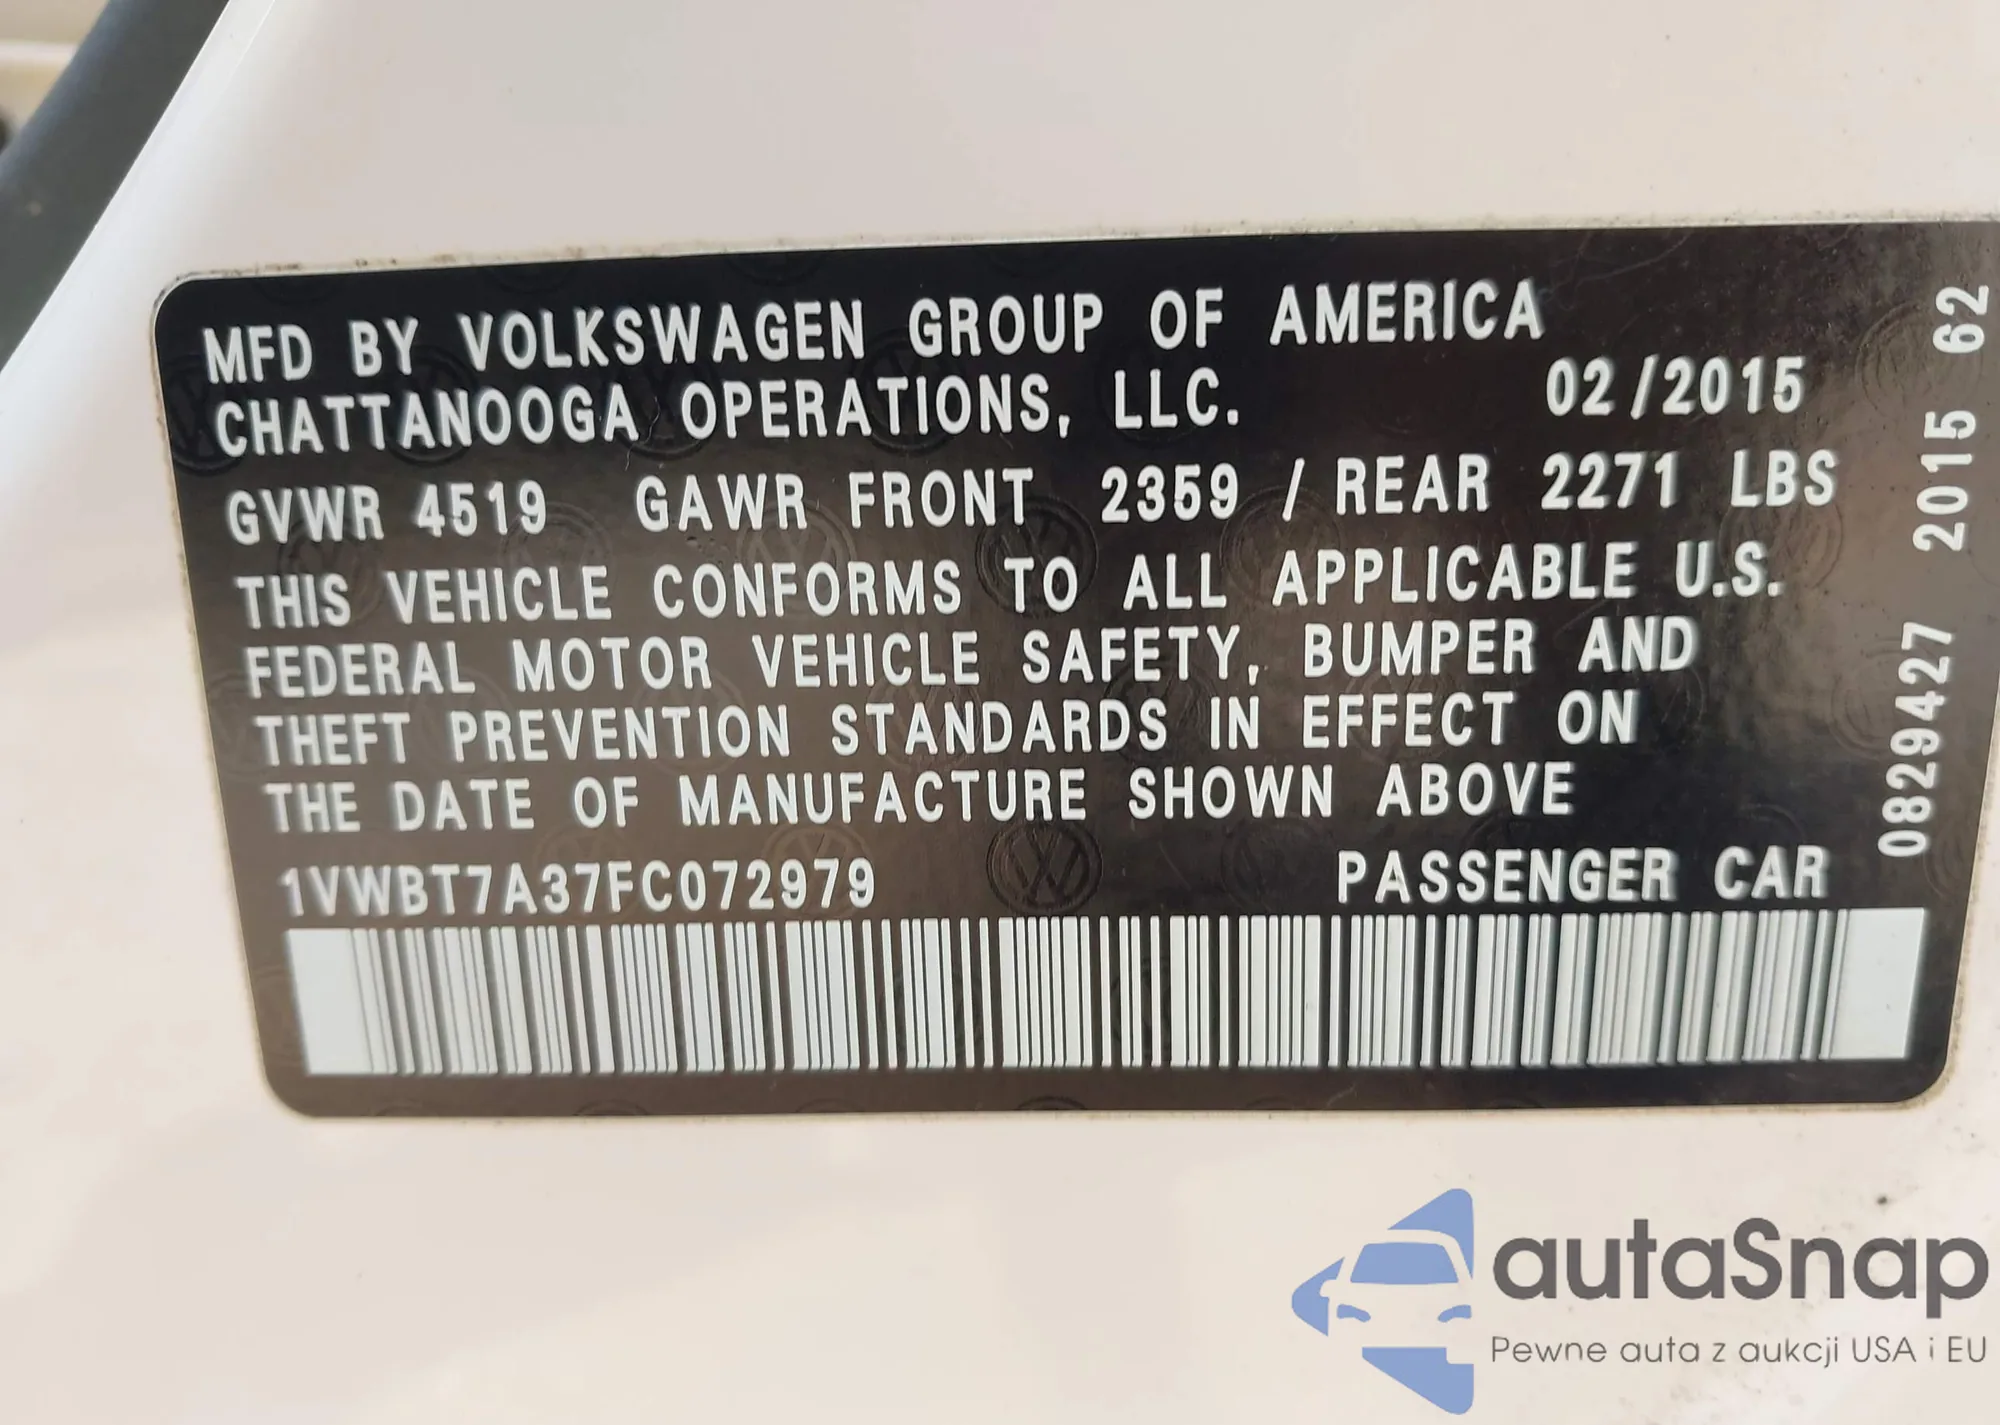 MFD BY VOLKSWAGEN GROUP OF AMERICA
CHATTANOOGA OPERATIONS, LLC. 02/2015
GVWR 4519 GAWR FRONT 2359 / REAR 2271 LBS
THIS VEHICLE CONFORMS TO ALL APPLICABLE U.S.
FEDERAL MOTOR VEHICLE SAFETY, BUMPER AND
THEFT PREVENTION STANDARDS IN EFFECT ON
THE DATE OF MANUFACTURE SHOWN ABOVE
1VWBT7A37FC072979 PASSENGER CAR
0829427 2015 62
autaSnap
Pewne auta z aukcji USA i EU